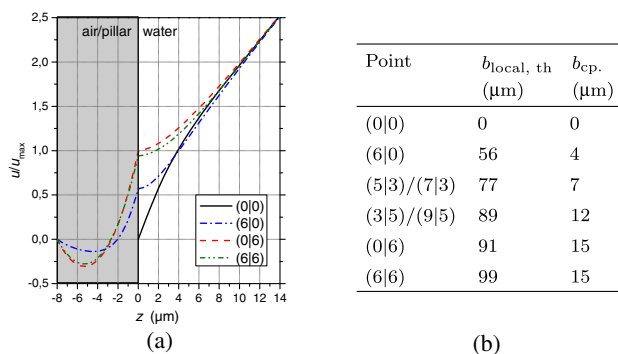 air/pillar water
2,5
2,0
1,5
1,0
0,5
0,0
-0,5
u/u_max
(0|0)
(6|0)
(0|6)
(6|6)
-8 -6 -4 -2 0 2 4 6 8 10 12 14
z (µm)
(a)
Point b_local, th (µm) b_cp. (µm)
(0|0) 0 0
(6|0) 56 4
(5|3)/(7|3) 77 7
(3|5)/(9|5) 89 12
(0|6) 91 15
(6|6) 99 15
(b)